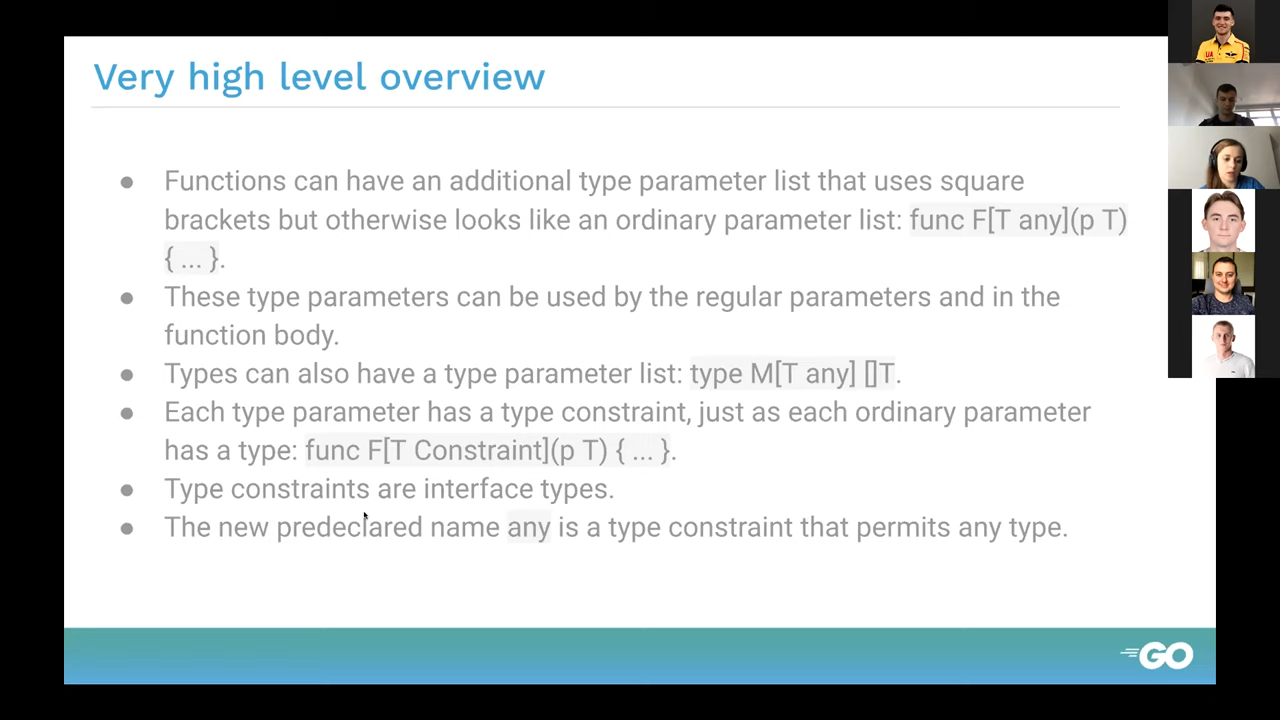 Very high level overview
● Functions can have an additional type parameter list that uses square
brackets but otherwise looks like an ordinary parameter list: func F[T any](p T)
{ ... }.
● These type parameters can be used by the regular parameters and in the
function body.
● Types can also have a type parameter list: type M[T any] []T.
● Each type parameter has a type constraint, just as each ordinary parameter
has a type: func F[T Constraint](p T) { ... }.
● Type constraints are interface types.
● The new predeclared name any is a type constraint that permits any type.
GO
UA